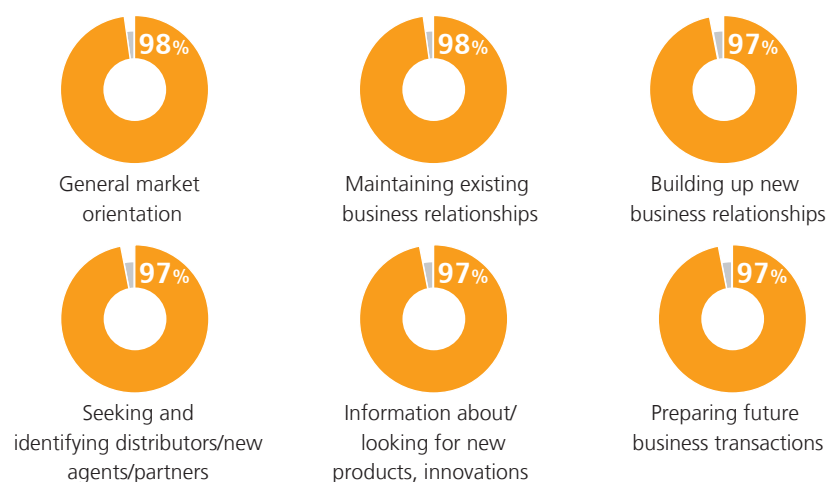 98%
General market
orientation
98%
Maintaining existing
business relationships
97%
Building up new
business relationships
97%
Seeking and
identifying distributors/new
agents/partners
97%
Information about/
looking for new
products, innovations
97%
Preparing future
business transactions